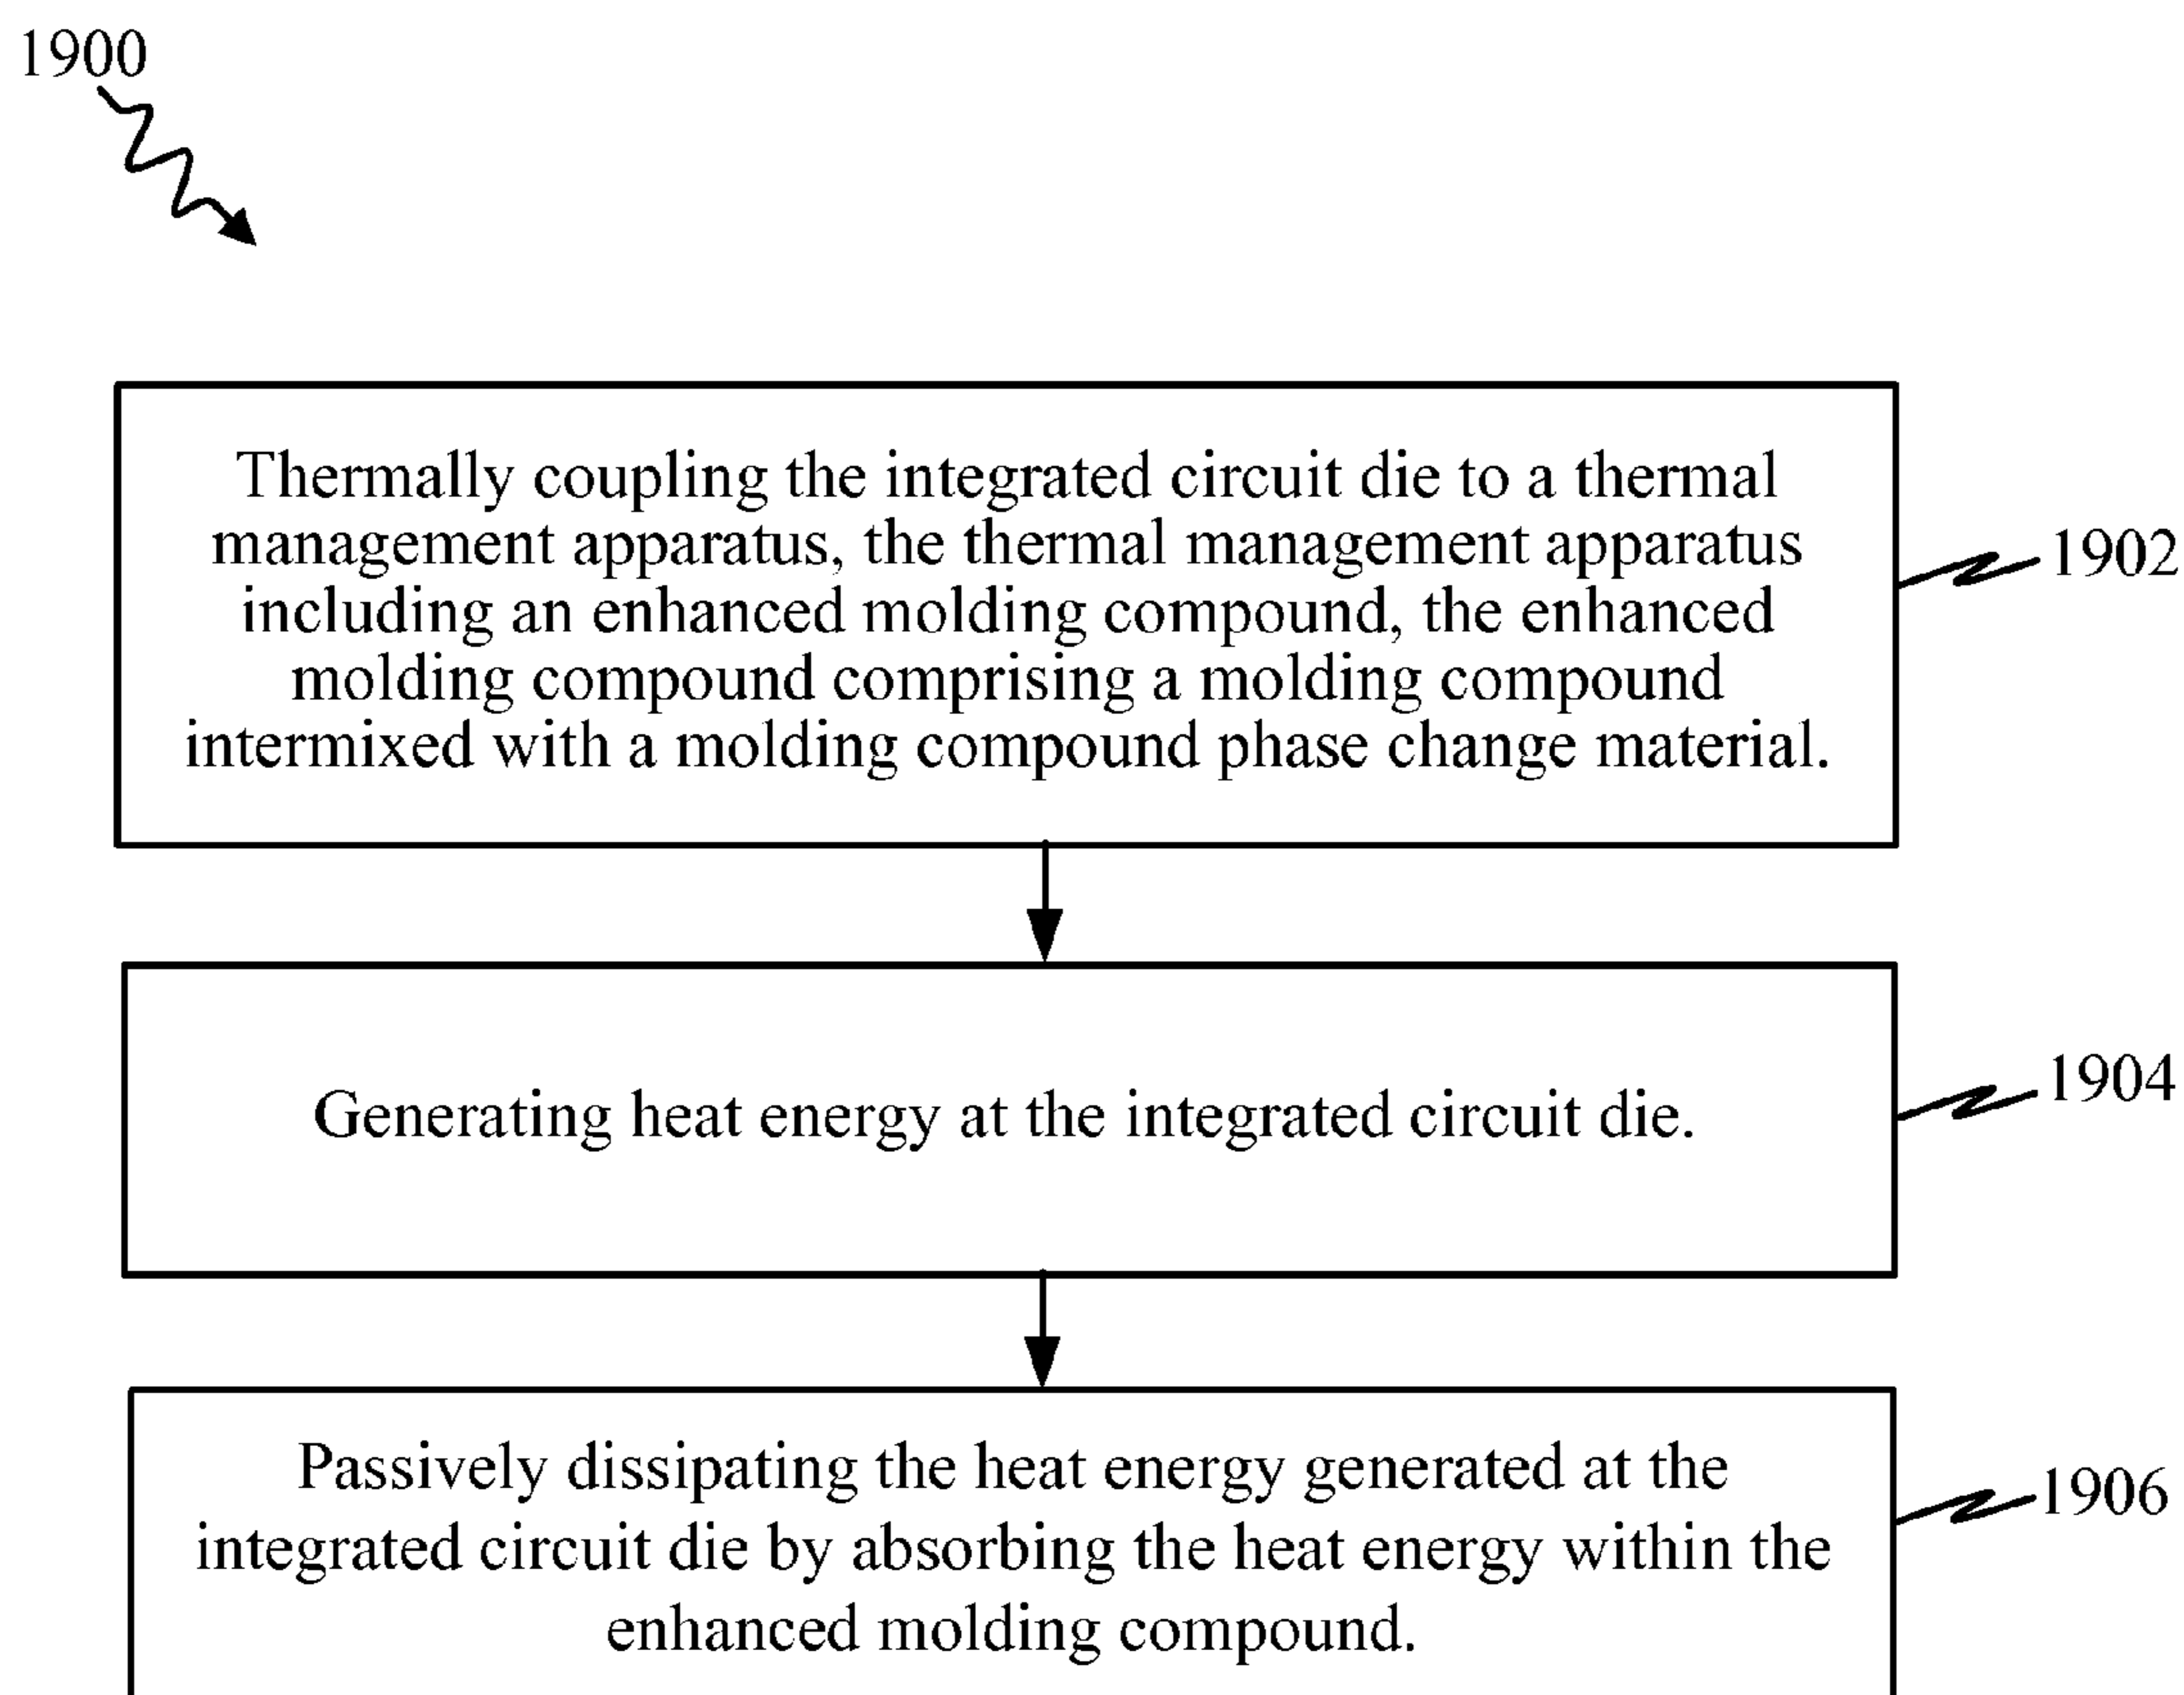 1900
Thermally coupling the integrated circuit die to a thermal
management apparatus, the thermal management apparatus
including an enhanced molding compound, the enhanced
molding compound comprising a molding compound
intermixed with a molding compound phase change material.
1902
Generating heat energy at the integrated circuit die.
1904
Passively dissipating the heat energy generated at the
integrated circuit die by absorbing the heat energy within the
enhanced molding compound.
1906